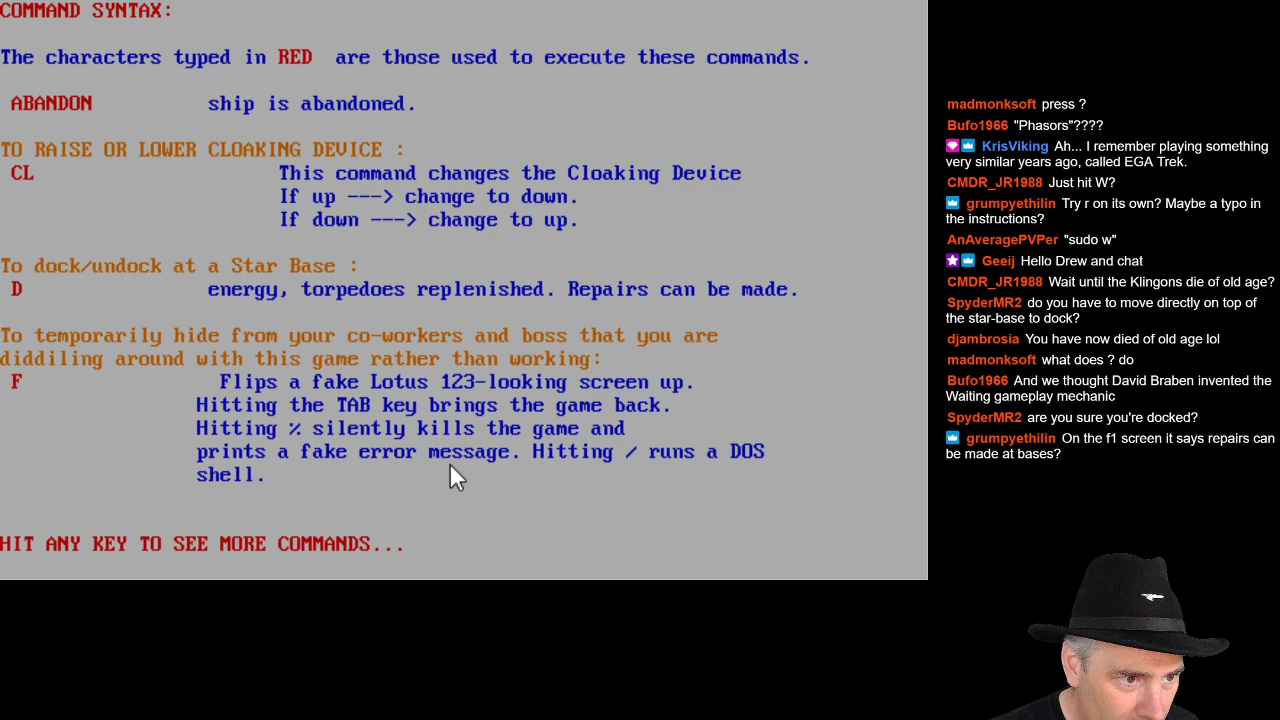 COMMAND SYNTAX:
The characters typed in RED are those used to execute these commands.
ABANDON ship is abandoned.
TO RAISE OR LOWER CLOAKING DEVICE :
CL This command changes the Cloaking Device
If up ---> change to down.
If down ---> change to up.
To dock/undock at a Star Base :
D energy, torpedoes replenished. Repairs can be made.
To temporarily hide from your co-workers and boss that you are
diddiling around with this game rather than working:
F Flips a fake Lotus 123-looking screen up.
Hitting the TAB key brings the game back.
Hitting % silently kills the game and
prints a fake error message. Hitting / runs a DOS
shell.
HIT ANY KEY TO SEE MORE COMMANDS...
madmonksoft press ?
Bufo1966 "Phasors"????
KrisViking Ah... I remember playing something
very similar years ago, called EGA Trek.
CMDR_JR1988 Just hit W?
grumpyethilin Try r on its own? Maybe a typo in
the instructions?
AnAveragePVPer "sudo w"
Geeij Hello Drew and chat
CMDR_JR1988 Wait until the Klingons die of old age?
SpyderMR2 do you have to move directly on top of
the star-base to dock?
djambrosia You have now died of old age lol
madmonksoft what does ? do
Bufo1966 And we thought David Braben invented the
Waiting gameplay mechanic
SpyderMR2 are you sure you're docked?
grumpyethilin On the f1 screen it says repairs can
be made at bases?